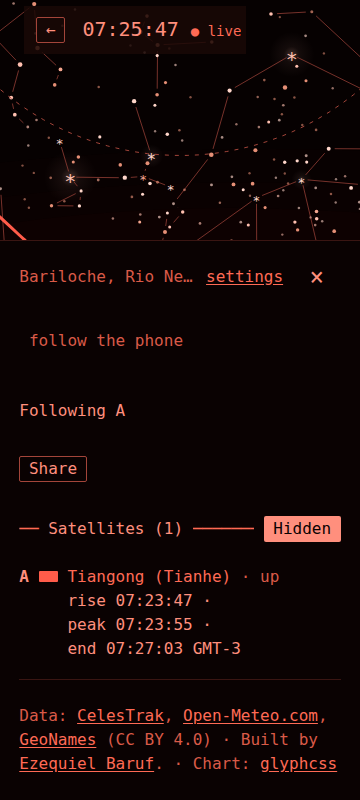 ← 07:25:47 ● live
Bariloche, Rio Ne… settings ×
follow the phone
Following A
Share
Satellites (1) Hidden
A Tiangong (Tianhe) · up
rise 07:23:47 ·
peak 07:23:55 ·
end 07:27:03 GMT-3
Data: CelesTrak, Open-Meteo.com,
GeoNames (CC BY 4.0) · Built by
Ezequiel Baruf. · Chart: glyphcss